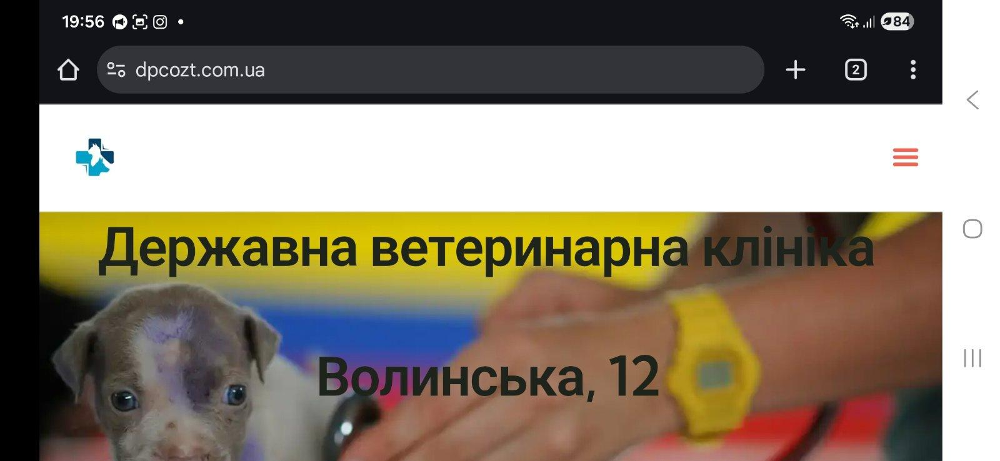 19:56
84
dpcozt.com.ua
2
Державна ветеринарна клініка
Волинська, 12